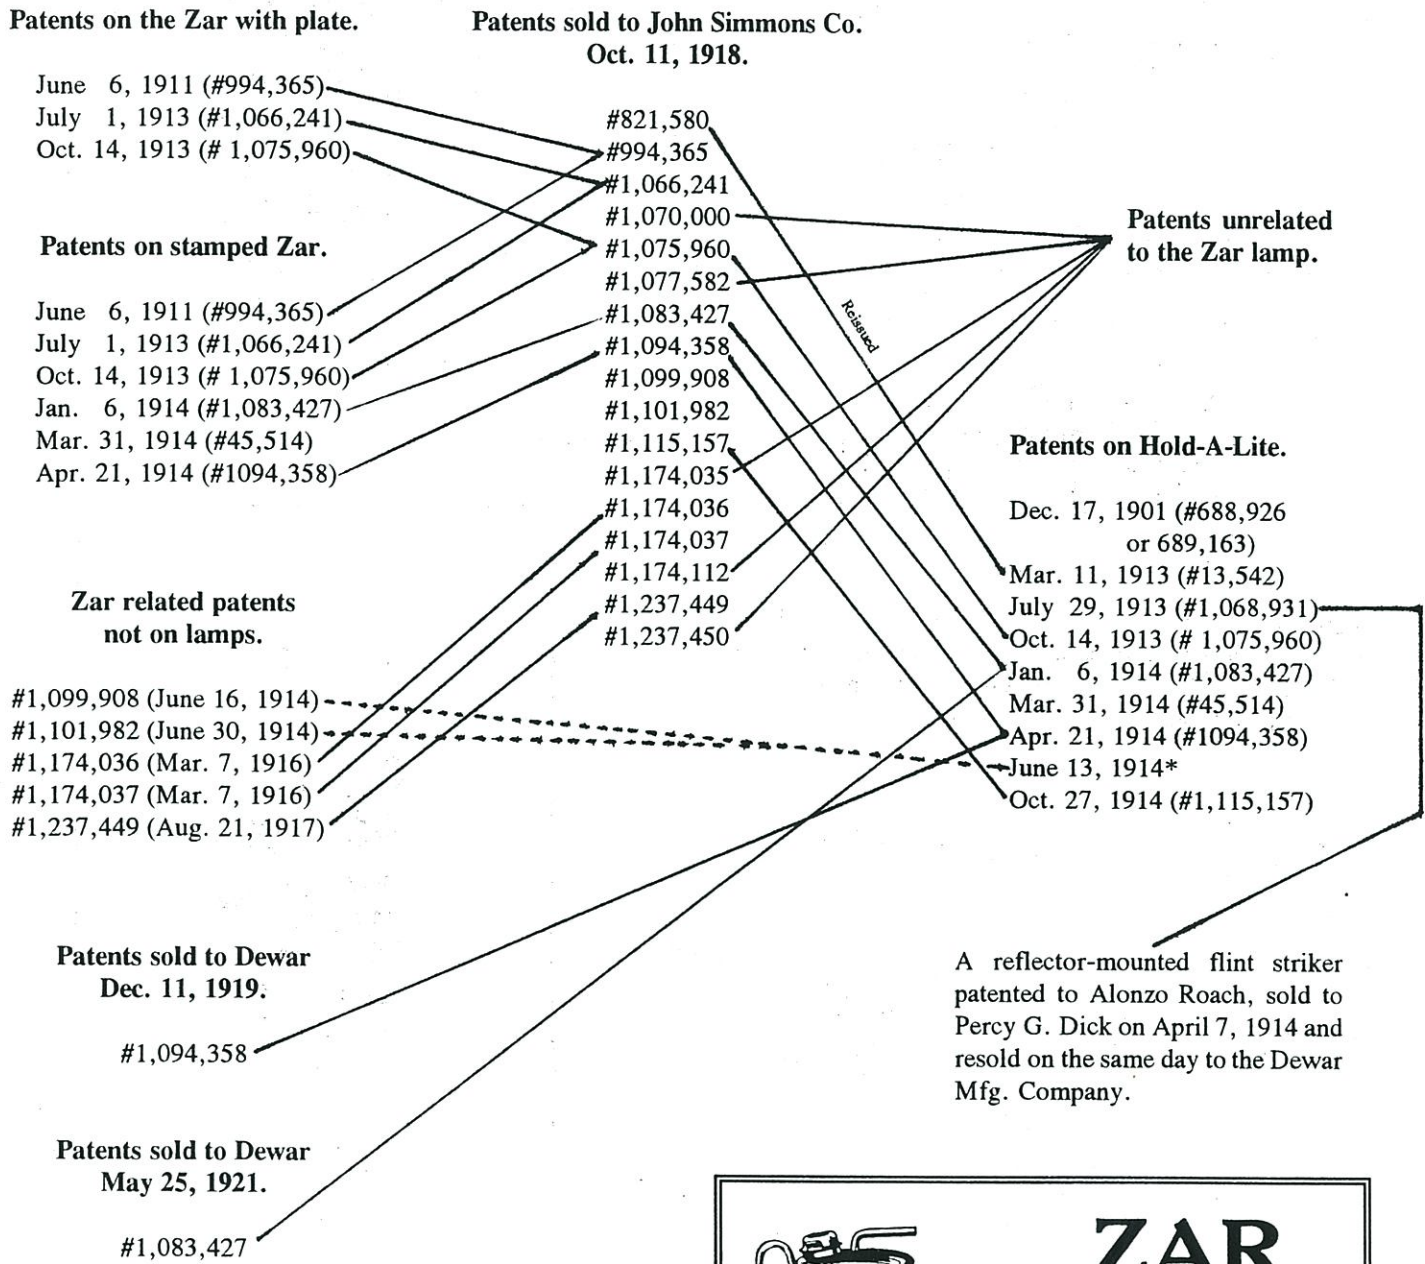 Patents on the Zar with plate.
June 6, 1911 (#994,365)
July 1, 1913 (#1,066,241)
Oct. 14, 1913 (# 1,075,960)
Patents on stamped Zar.
June 6, 1911 (#994,365)
July 1, 1913 (#1,066,241)
Oct. 14, 1913 (# 1,075,960)
Jan. 6, 1914 (#1,083,427)
Mar. 31, 1914 (#45,514)
Apr. 21, 1914 (#1094,358)
Zar related patents
not on lamps.
#1,099,908 (June 16, 1914)
#1,101,982 (June 30, 1914)
#1,174,036 (Mar. 7, 1916)
#1,174,037 (Mar. 7, 1916)
#1,237,449 (Aug. 21, 1917)
Patents sold to Dewar
Dec. 11, 1919.
#1,094,358
Patents sold to Dewar
May 25, 1921.
#1,083,427
Patents sold to John Simmons Co.
Oct. 11, 1918.
#821,580
#994,365
#1,066,241
#1,070,000
#1,075,960
#1,077,582
#1,083,427
#1,094,358
#1,099,908
#1,101,982
#1,115,157
#1,174,035
#1,174,036
#1,174,037
#1,174,112
#1,237,449
#1,237,450
Reissued
Patents unrelated
to the Zar lamp.
Patents on Hold-A-Lite.
Dec. 17, 1901 (#688,926
or 689,163)
Mar. 11, 1913 (#13,542)
July 29, 1913 (#1,068,931)
Oct. 14, 1913 (# 1,075,960)
Jan. 6, 1914 (#1,083,427)
Mar. 31, 1914 (#45,514)
Apr. 21, 1914 (#1094,358)
June 13, 1914*
Oct. 27, 1914 (#1,115,157)
A reflector-mounted flint striker
patented to Alonzo Roach, sold to
Percy G. Dick on April 7, 1914 and
resold on the same day to the Dewar
Mfg. Company.
ZAR